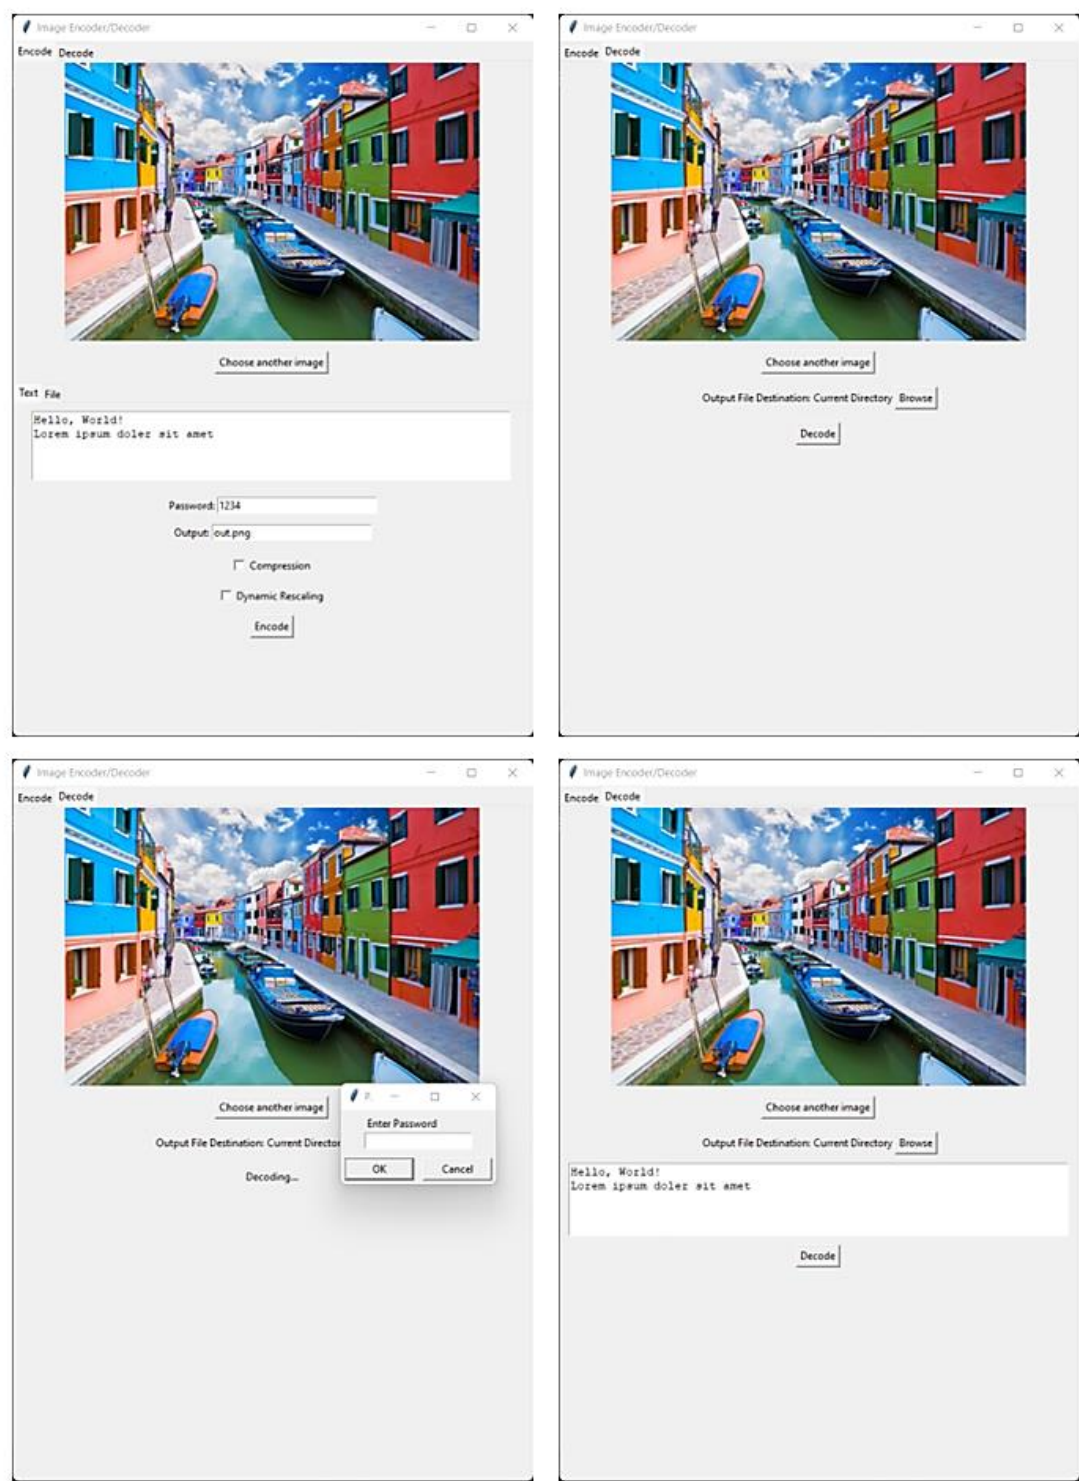 Image Encoder/Decoder
Encode Decode
Choose another image
Text File
Hello, World!
Lorem ipsum doler sit amet
Password: 1234
Output: out.png
Compression
Dynamic Rescaling
Encode
Image Encoder/Decoder
Encode Decode
Choose another image
Output File Destination: Current Directory Browse
Decode
Image Encoder/Decoder
Encode Decode
Choose another image
P.
Enter Password
OK Cancel
Output File Destination: Current Director
Decoding...
Image Encoder/Decoder
Encode Decode
Choose another image
Output File Destination: Current Directory Browse
Hello, World!
Lorem ipsum doler sit amet
Decode